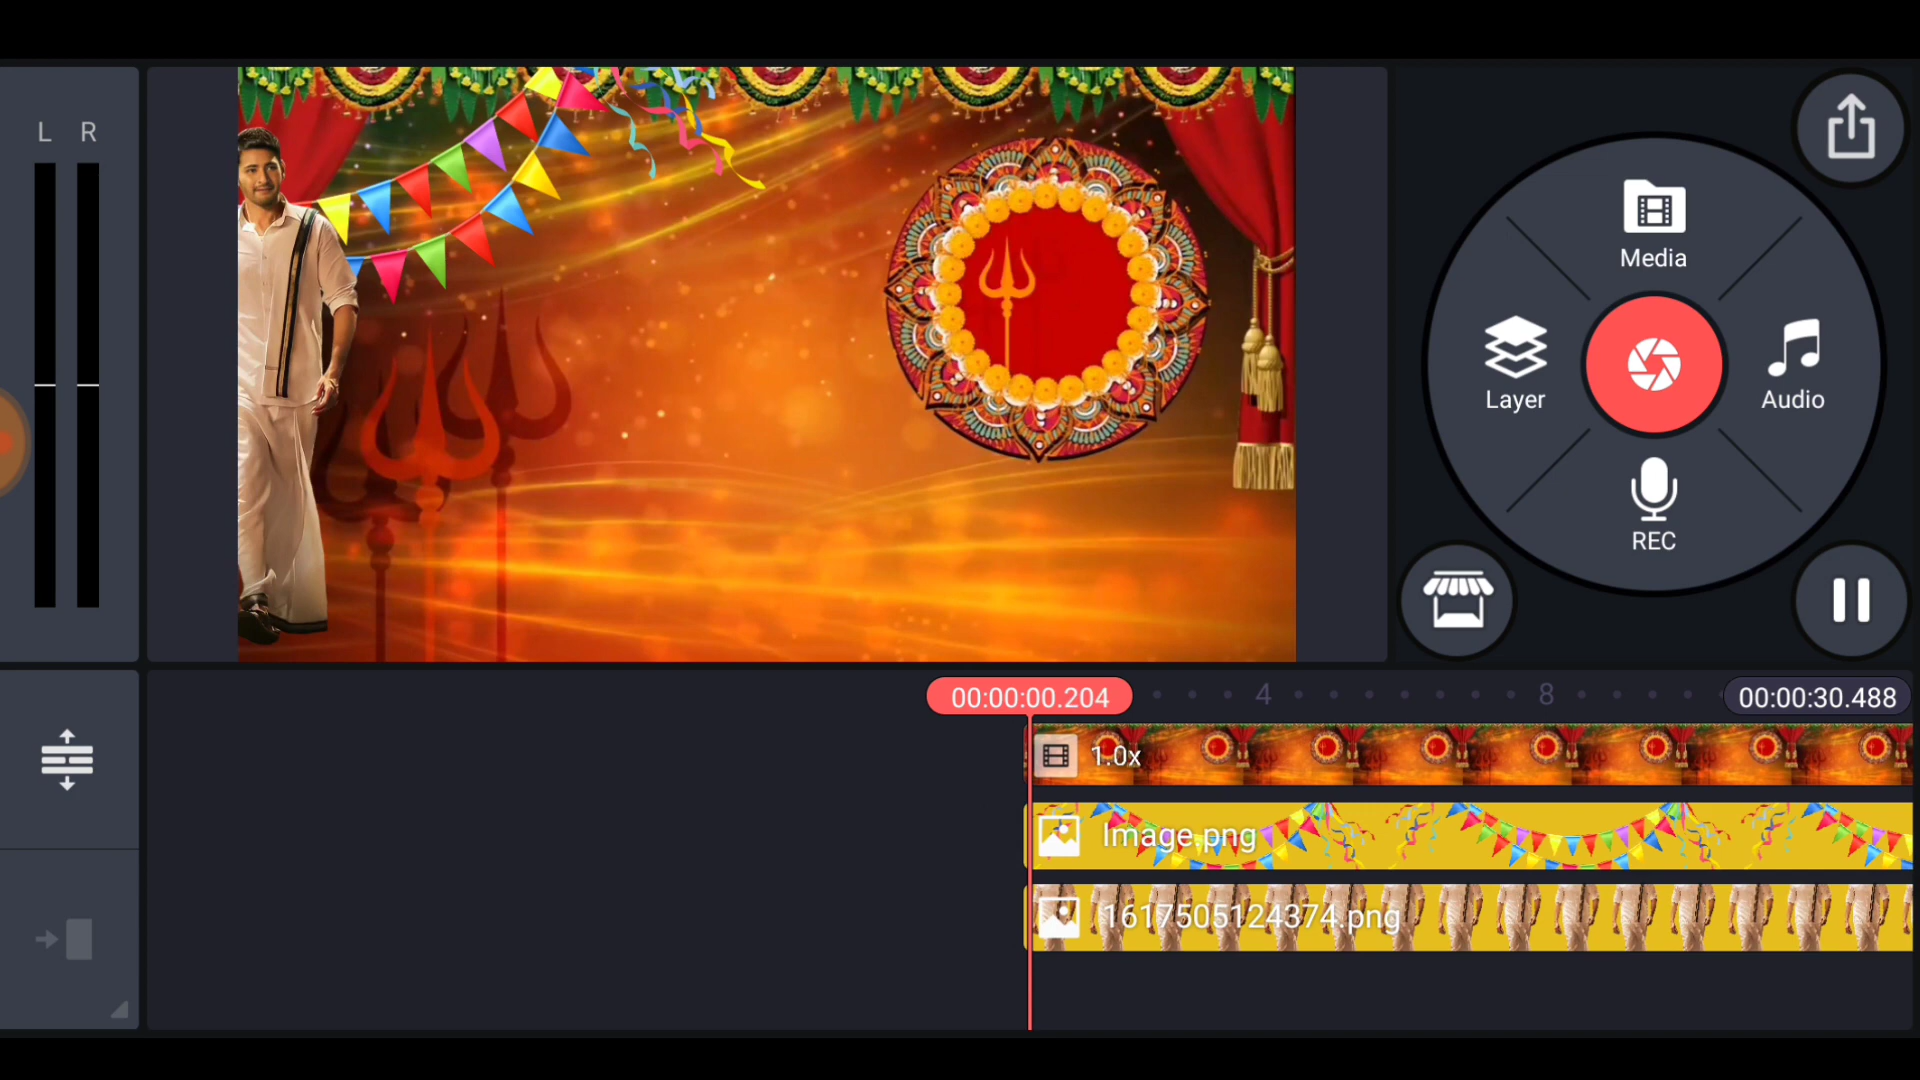 L R
Media
Layer
Audio
REC
00:00:00.204
4
8
00:00:30.488
1.0x
Image.png
1617505124374.png